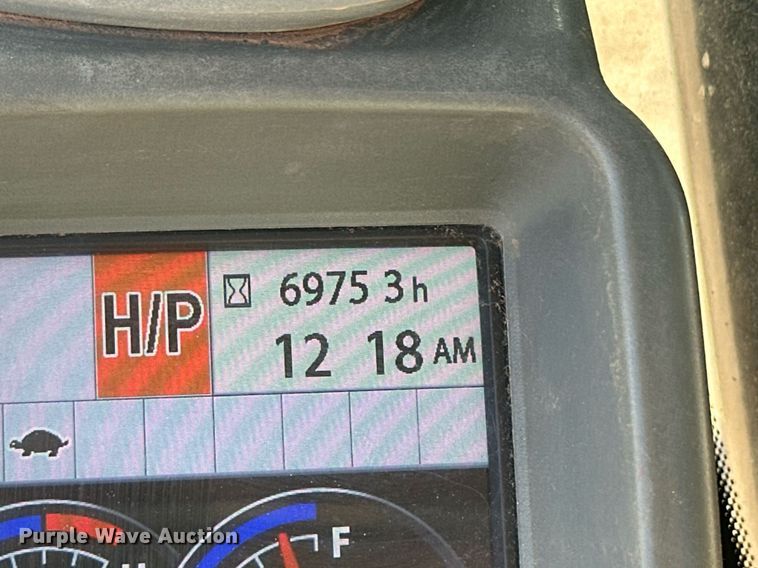 H/P
6975 3 h
12 18 AM
F
Purple Wave Auction